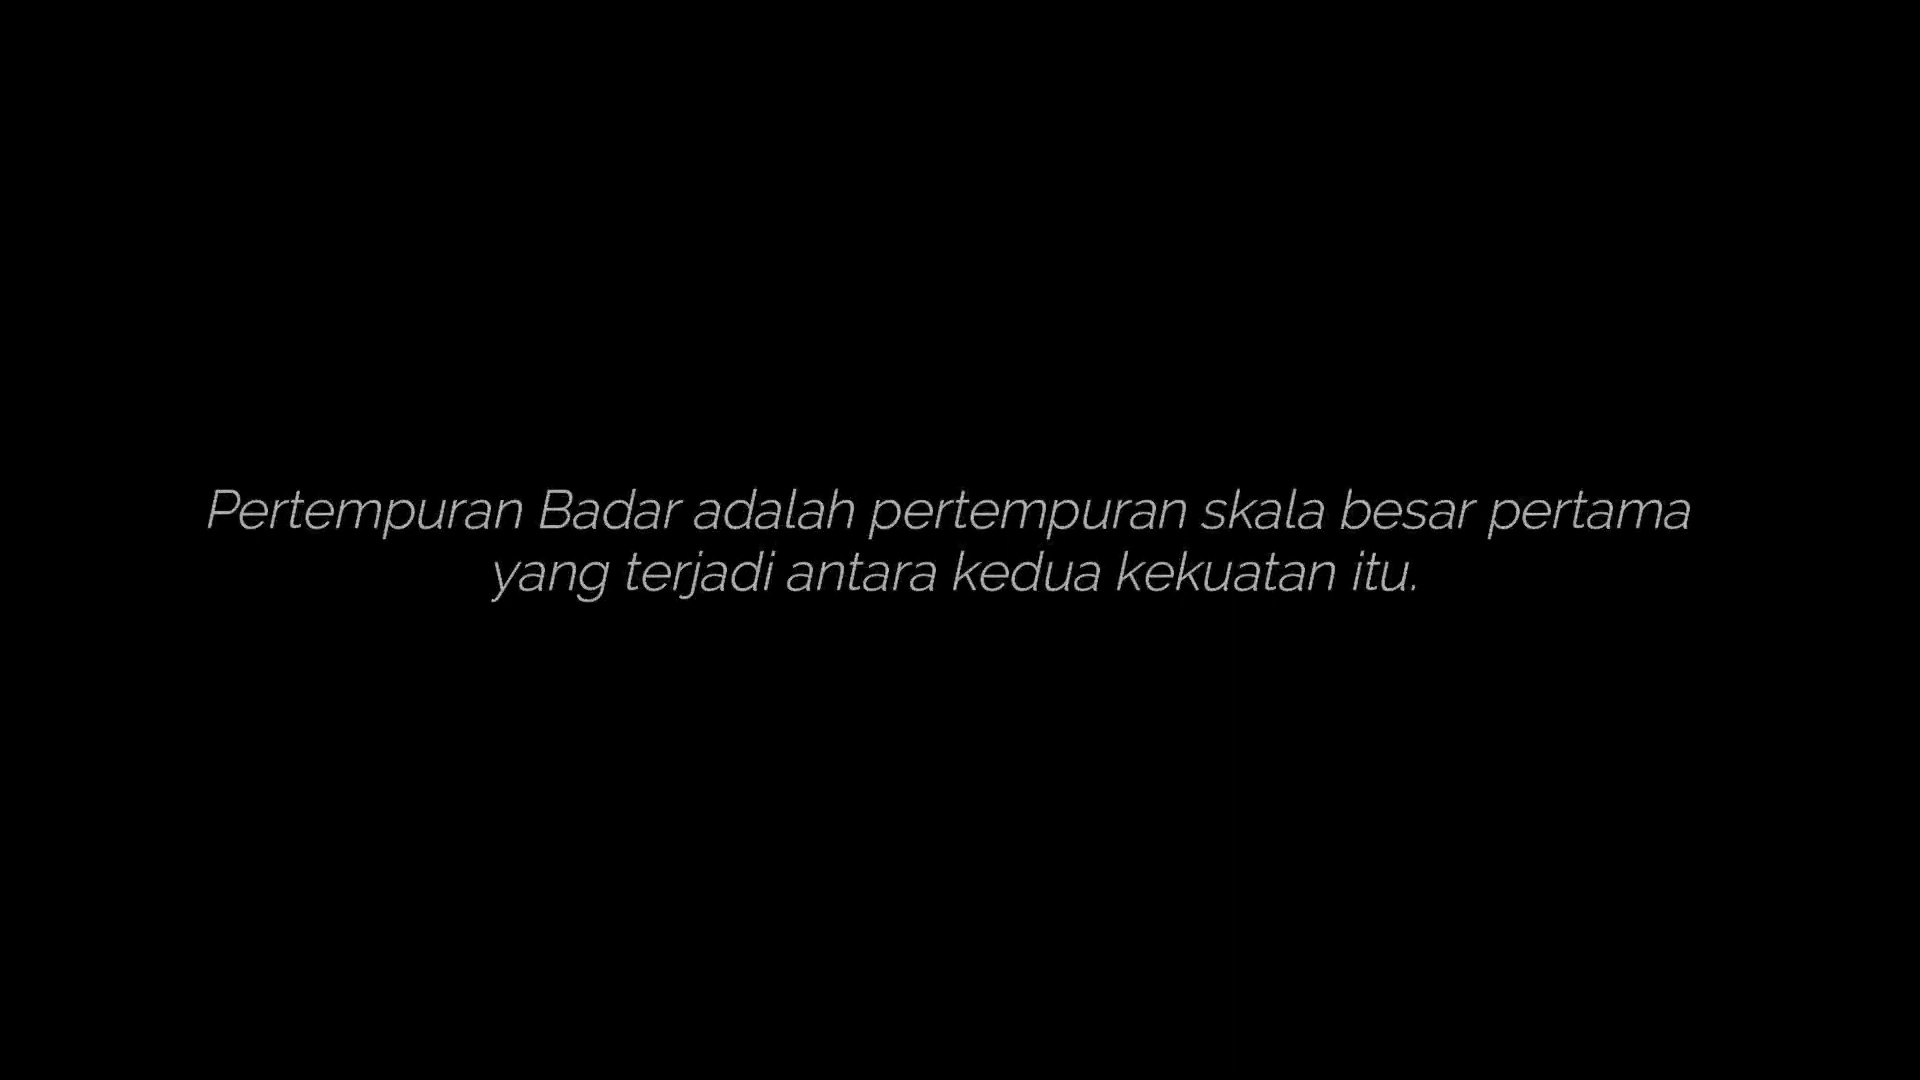 Pertempuran Badar adalah pertempuran skala besar pertama
yang terjadi antara kedua kekuatan itu.